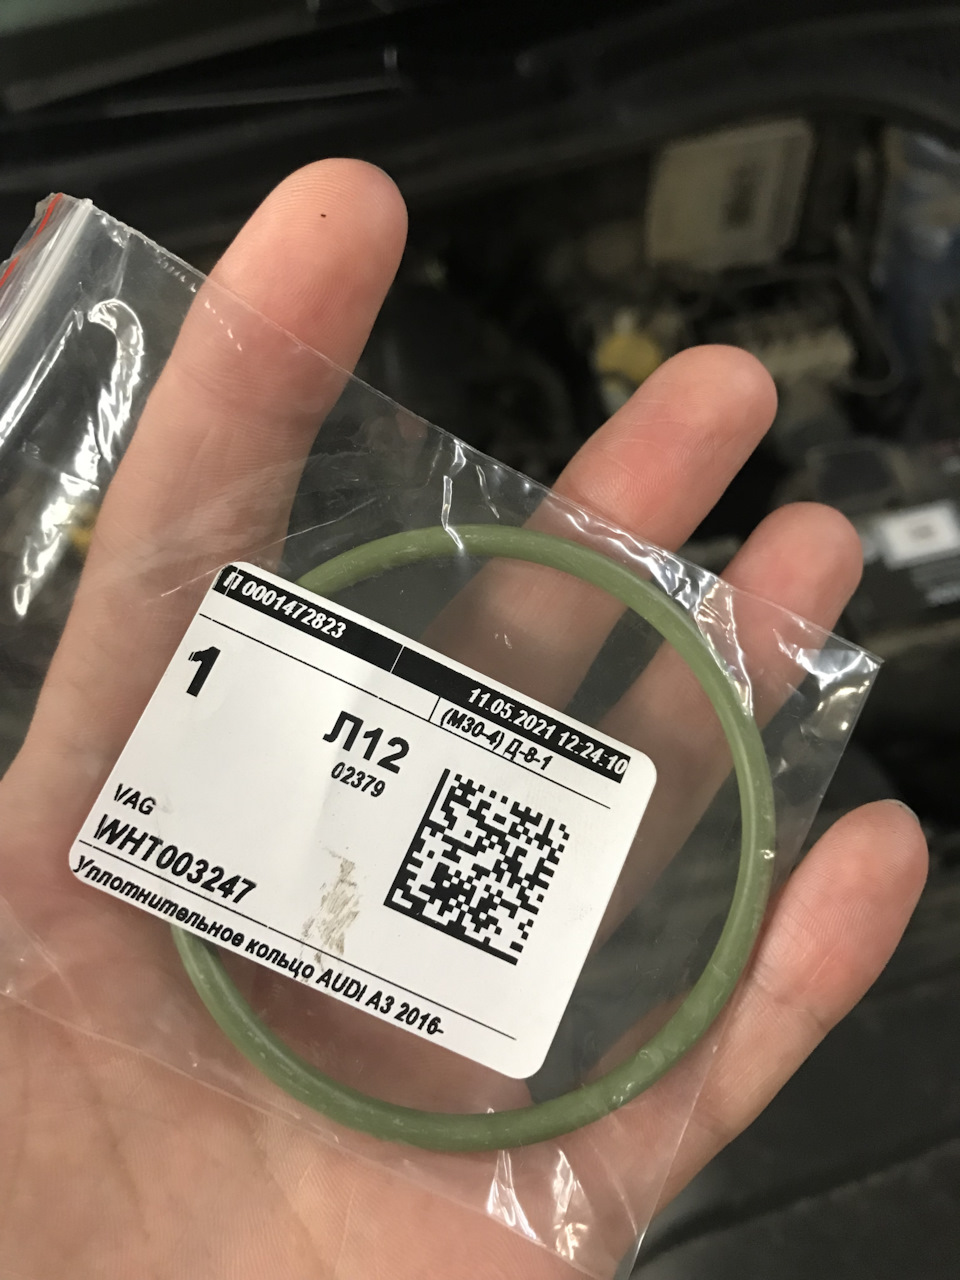 П 0001472823
11.05.2021 12:24:10
(М30-4) Д-8-1
1
Л12
02379
VAG
WHT003247
Уплотнительное кольцо AUDI A3 2016-